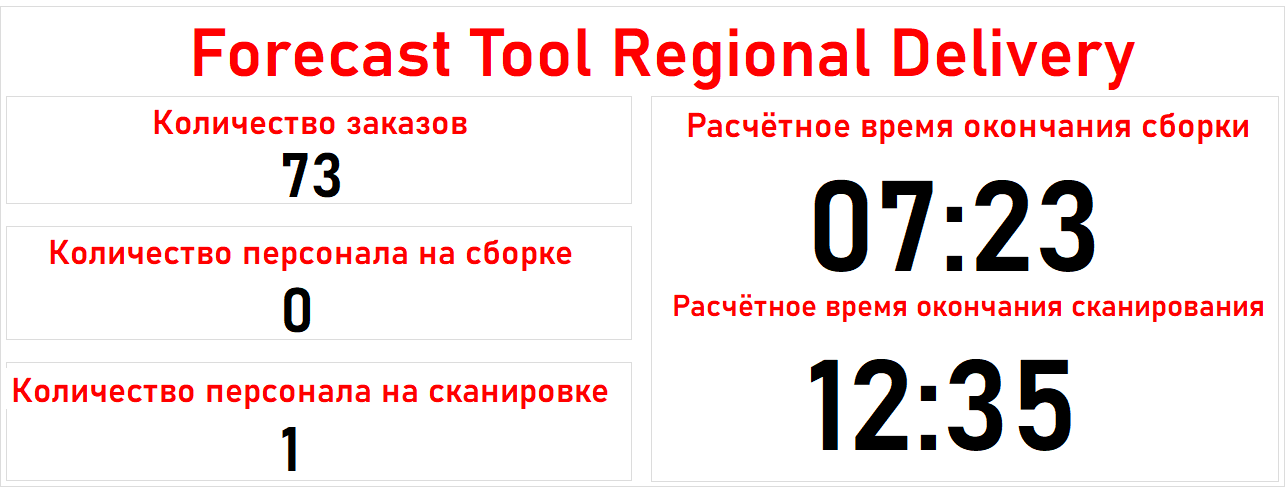 Forecast Tool Regional Delivery
Количество заказов
73
Количество персонала на сборке
0
Количество персонала на сканировке
1
Расчётное время окончания сборки
07:23
Расчётное время окончания сканирования
12:35